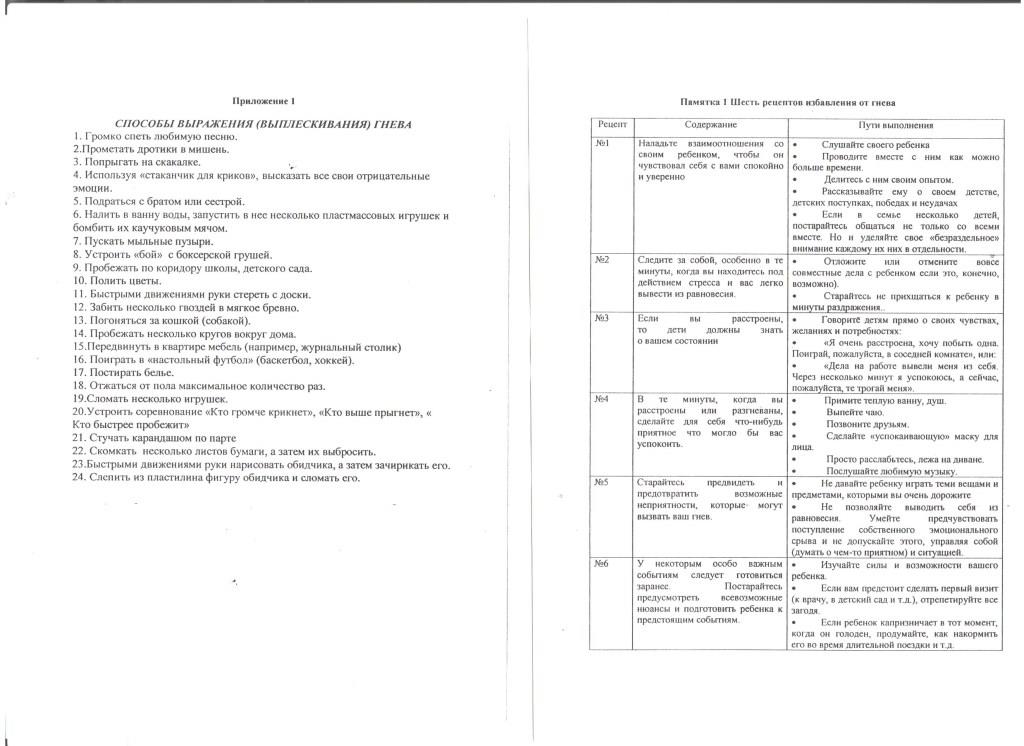 Приложение 1
СПОСОБЫ ВЫРАЖЕНИЯ (ВЫПЛЕСКИВАНИЯ) ГНЕВА
1. Громко спеть любимую песню.
2.Прометать дротики в мишень.
3. Попрыгать на скакалке.
4. Используя «стаканчик для криков», высказать все свои отрицательные
эмоции.
5. Подраться с братом или сестрой.
6. Налить в ванну воды, запустить в нее несколько пластмассовых игрушек и
бомбить их каучуковым мячом.
7. Пускать мыльные пузыри.
8. Устроить «бой» с боксерской грушей.
9. Пробежать по коридору школы, детского сада.
10. Полить цветы.
11. Быстрыми движениями руки стереть с доски.
12. Забить несколько гвоздей в мягкое бревно.
13. Погоняться за кошкой (собакой).
14. Пробежать несколько кругов вокруг дома.
15.Передвинуть в квартире мебель (например, журнальный столик)
16. Поиграть в «настольный футбол» (баскетбол, хоккей).
17. Постирать белье.
18. Отжаться от пола максимальное количество раз.
19.Сломать несколько игрушек.
20.Устроить соревнование «Кто громче крикнет», «Кто выше прыгнет», «
Кто быстрее пробежит»
21. Стучать карандашом по парте
22. Скомкать несколько листов бумаги, а затем их выбросить.
23.Быстрыми движениями руки нарисовать обидчика, а затем зачирикать его.
24. Слепить из пластилина фигуру обидчика и сломать его.
Памятка 1 Шесть рецептов избавления от гнева
Рецепт Содержание Пути выполнения
№1
Наладьте взаимоотношения со
своим ребенком, чтобы он
чувствовал себя с вами спокойно
и уверенно
• Слушайте своего ребенка
• Проводите вместе с ним как можно
больше времени.
• Делитесь с ним своим опытом.
• Рассказывайте ему о своем детстве,
детских поступках, победах и неудачах
• Если в семье несколько детей,
постарайтесь общаться не только со всеми
вместе. Но и уделяйте свое «безраздельное»
внимание каждому их них в отдельности.
№2
Следите за собой, особенно в те
минуты, когда вы находитесь под
действием стресса и вас легко
вывести из равновесия.
• Отложите или отмените вовсе
совместные дела с ребенком если это, конечно,
возможно).
• Старайтесь не прикщаться к ребенку в
минуты раздражения..
№3
Если вы расстроены,
то дети должны знать
о вашем состоянии
• Говорите детям прямо о своих чувствах,
желаниях и потребностях:
• «Я очень расстроена, хочу побыть одна.
Поиграй, пожалуйста, в соседней комнате», или:
• «Дела на работе вывели меня из себя.
Через несколько минут я успокоюсь, а сейчас,
пожалуйста, те трогай меня».
№4
В те минуты, когда вы
расстроены или разгневаны,
сделайте для себя что-нибудь
приятное что могло бы вас
успокоить.
• Примите теплую ванну, душ.
• Выпейте чаю.
• Позвоните друзьям.
• Сделайте «успокаивающую» маску для
лица.
• Просто расслабьтесь, лежа на диване.
• Послушайте любимую музыку.
№5
Старайтесь предвидеть и
предотвратить возможные
неприятности, которые могут
вызвать ваш гнев.
• Не давайте ребенку играть теми вещами и
предметами, которыми вы очень дорожите
• Не позволяйте выводить себя из
равновесия. Умейте предчувствовать
поступление собственного эмоционального
срыва и не допускайте этого, управляя собой
(думать о чем-то приятном) и ситуацией.
№6
У некоторым особо важным
событиям следует готовиться
заранее. Постарайтесь
предусмотреть всевозможные
нюансы и подготовить ребенка к
предстоящим событиям.
• Изучайте силы и возможности вашего
ребенка.
• Если вам предстоит сделать первый визит
(к врачу, в детский сад и т.д.), отрепетируйте все
загодя.
• Если ребенок капризничает в тот момент,
когда он голоден, продумайте, как накормить
его во время длительной поездки и т.д.